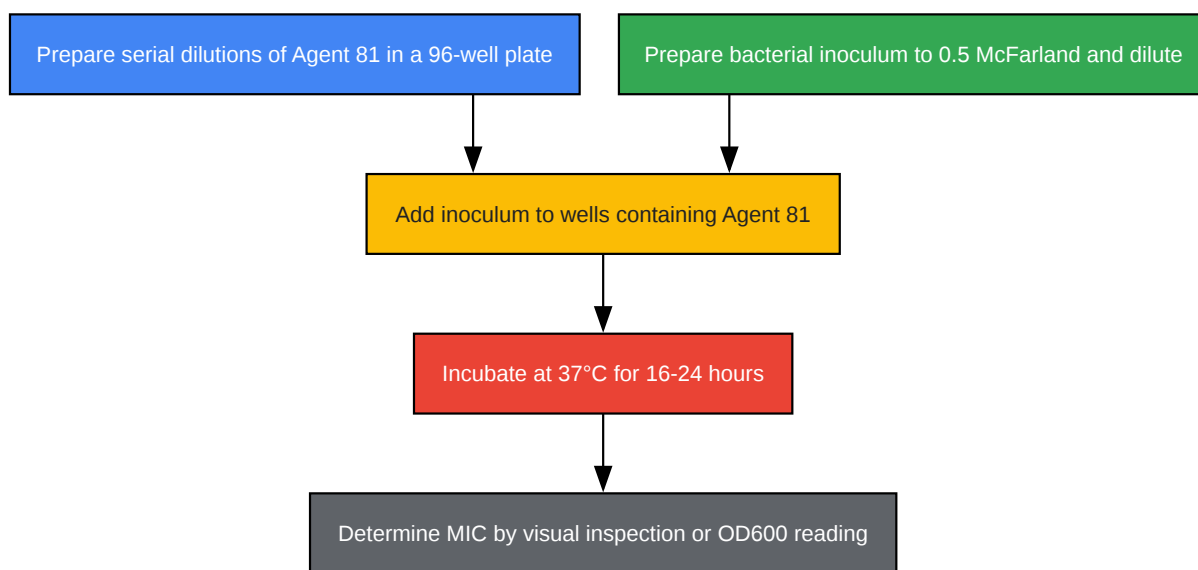 Prepare serial dilutions of Agent 81 in a 96-well plate
Prepare bacterial inoculum to 0.5 McFarland and dilute
Add inoculum to wells containing Agent 81
Incubate at 37°C for 16-24 hours
Determine MIC by visual inspection or OD600 reading